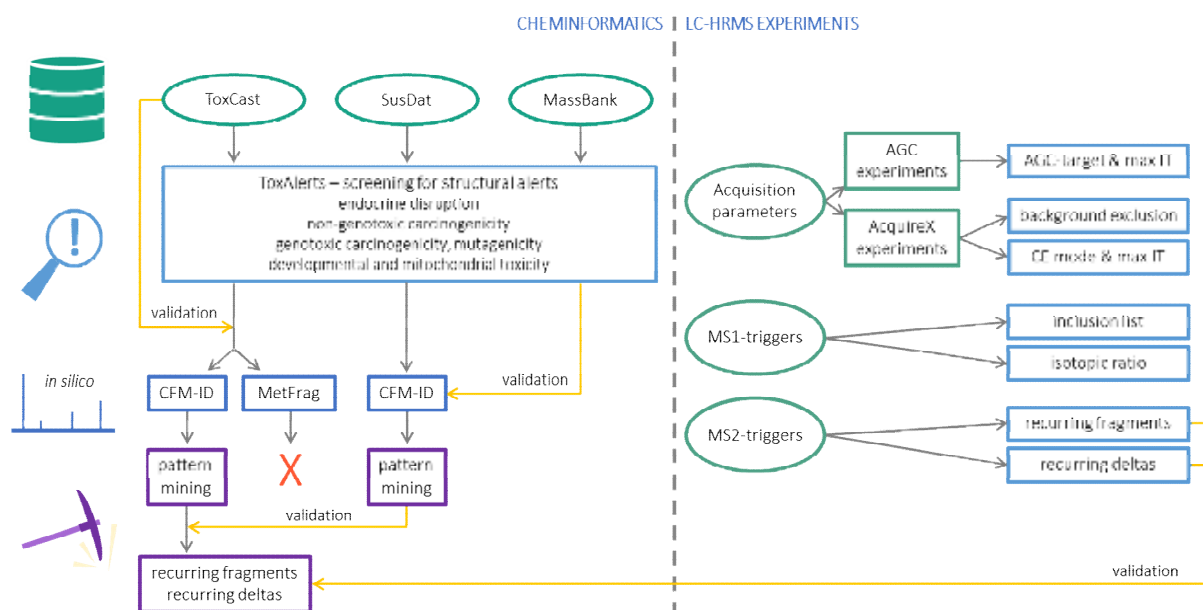 CHEMINFORMATICS
LC-HRMS EXPERIMENTS
ToxCast
SusDat
MassBank
ToxAlerts – screening for structural alerts
endocrine disruption
non-genotoxic carcinogenicity
genotoxic carcinogenicity, mutagenicity
developmental and mitochondrial toxicity
validation
in silico
CFM-ID
MetFrag
CFM-ID
validation
pattern
mining
X
pattern
mining
validation
recurring fragments
recurring deltas
Acquisition
parameters
AGC
experiments
AGC-target & max IT
AcquireX
experiments
background exclusion
CE mode & max IT
MS1-triggers
inclusion list
isotopic ratio
MS2-triggers
recurring fragments
recurring deltas
validation